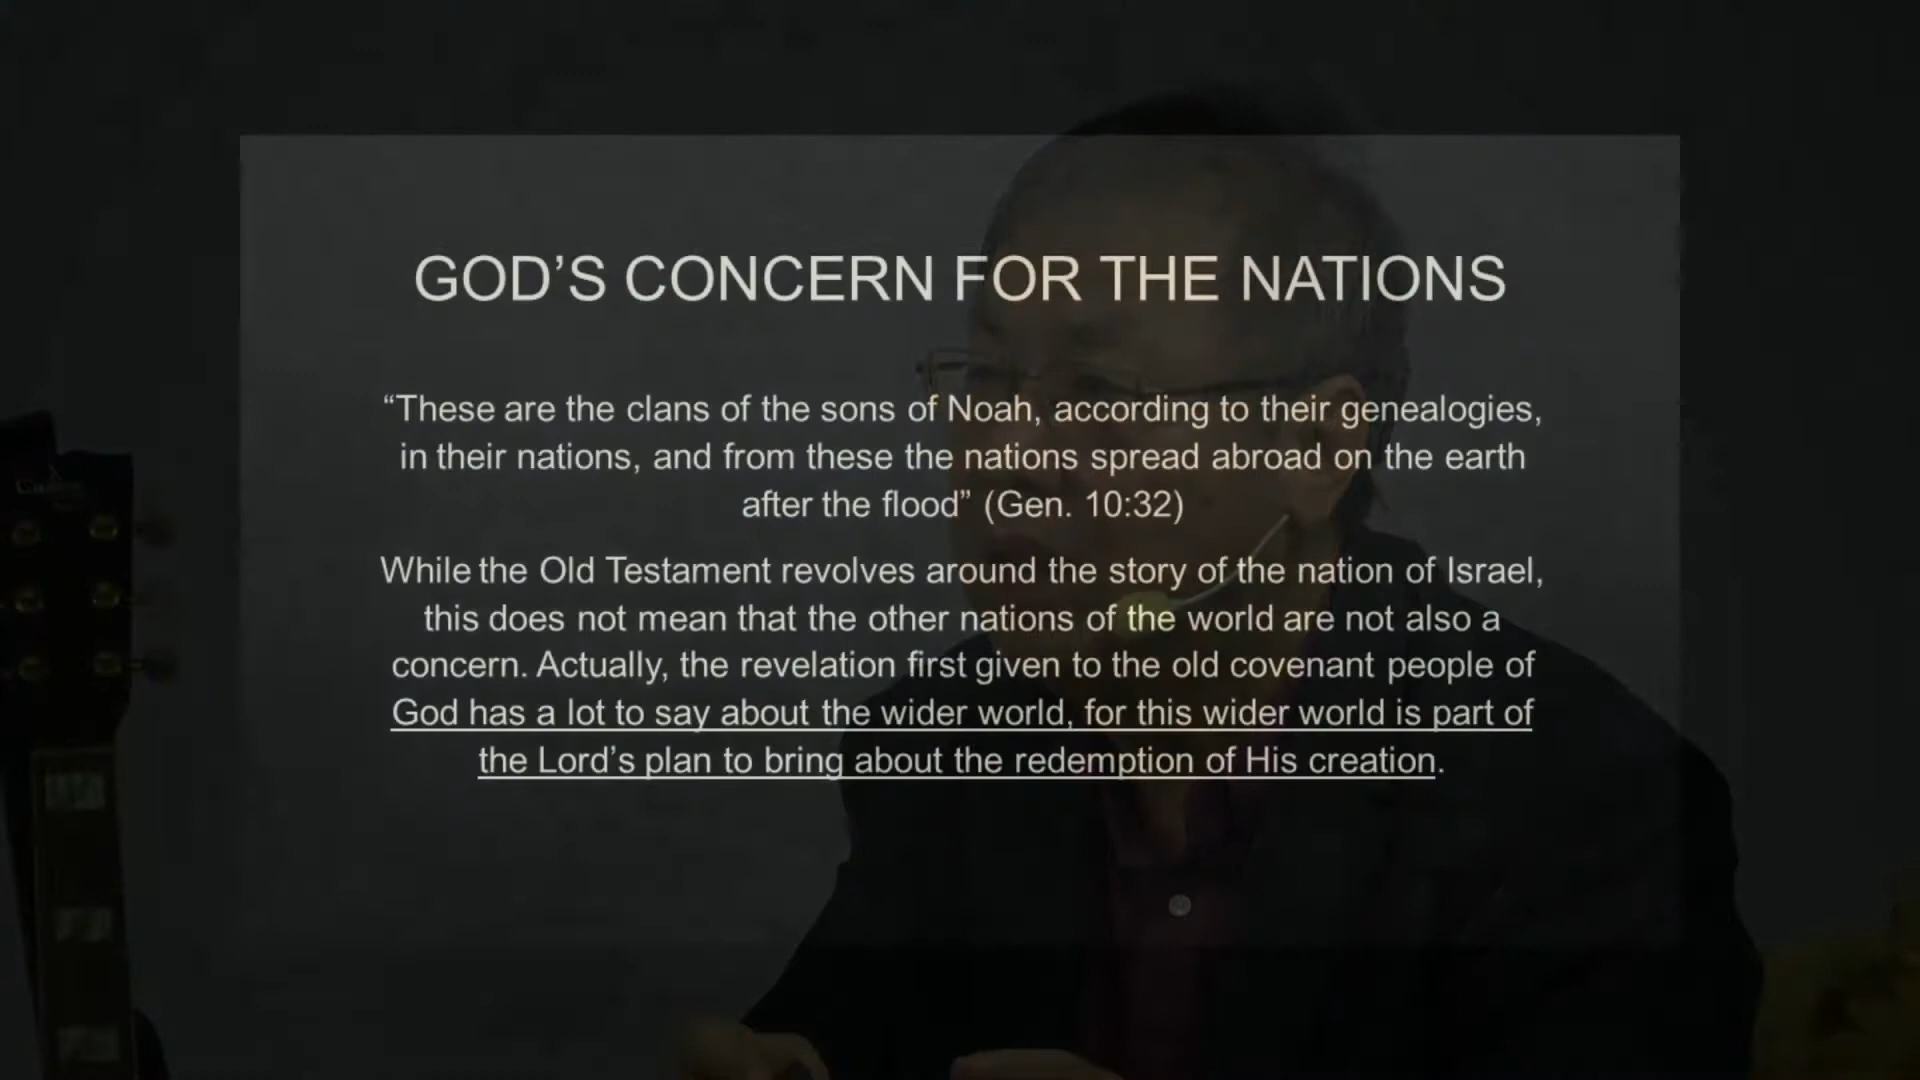 GOD’S CONCERN FOR THE NATIONS
“These are the clans of the sons of Noah, according to their genealogies,
in their nations, and from these the nations spread abroad on the earth
after the flood” (Gen. 10:32)
While the Old Testament revolves around the story of the nation of Israel,
this does not mean that the other nations of the world are not also a
concern. Actually, the revelation first given to the old covenant people of
God has a lot to say about the wider world, for this wider world is part of
the Lord’s plan to bring about the redemption of His creation.